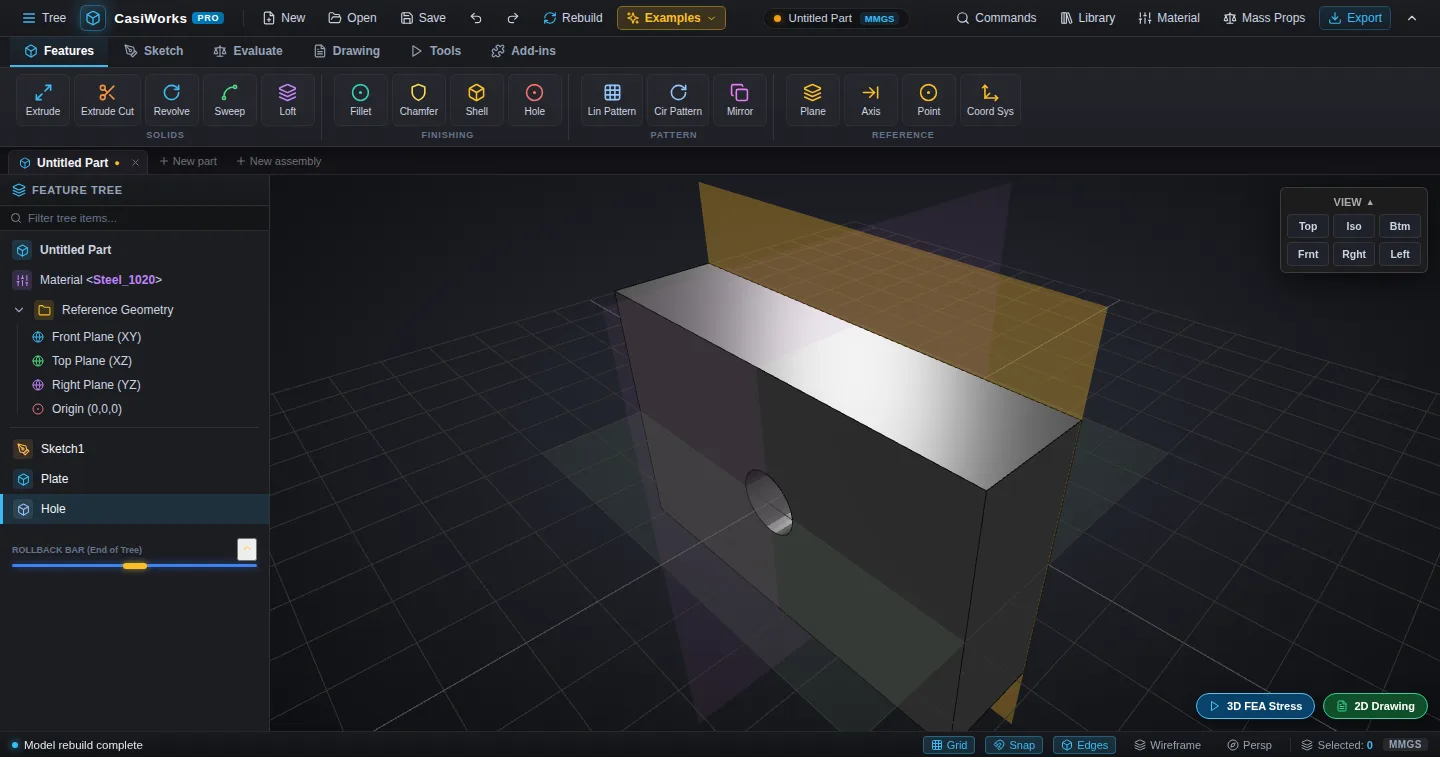 Tree CasiWorks PRO New Open Save Rebuild Examples Untitled Part MMGS Commands Library Material Mass Props Export
Features Sketch Evaluate Drawing Tools Add-ins
Extrude Extrude Cut Revolve Sweep Loft Fillet Chamfer Shell Hole Lin Pattern Cir Pattern Mirror Plane Axis Point Coord Sys
SOLIDS FINISHING PATTERN REFERENCE
Untitled Part • × + New part + New assembly
FEATURE TREE
Filter tree items...
Untitled Part
Material <Steel_1020>
Reference Geometry
Front Plane (XY)
Top Plane (XZ)
Right Plane (YZ)
Origin (0,0,0)
Sketch1
Plate
Hole
ROLLBACK BAR (End of Tree)
VIEW ▲
Top Iso Btm
Frnt Rght Left
3D FEA Stress 2D Drawing
Model rebuild complete Grid Snap Edges Wireframe Persp Selected: 0 MMGS